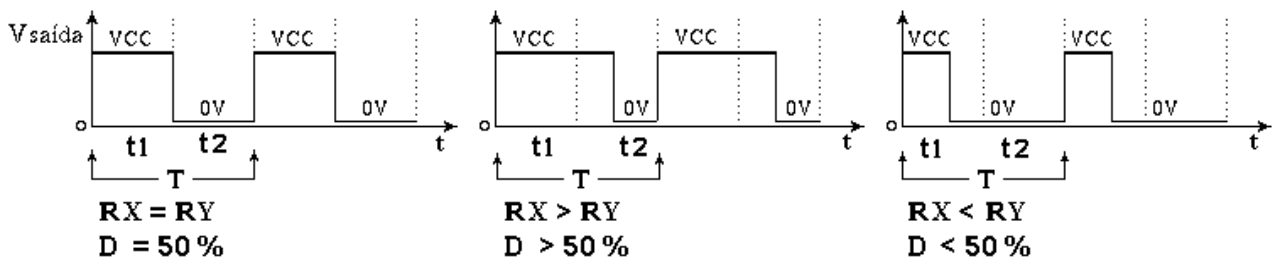 Vsaída VCC VCC VCC VCC VCC VCC
0V 0V 0V 0V 0V 0V
o t1 t2 t o t1 t2 t o t1 t2 t
T T T
RX = RY RX > RY RX < RY
D = 50 % D > 50 % D < 50 %